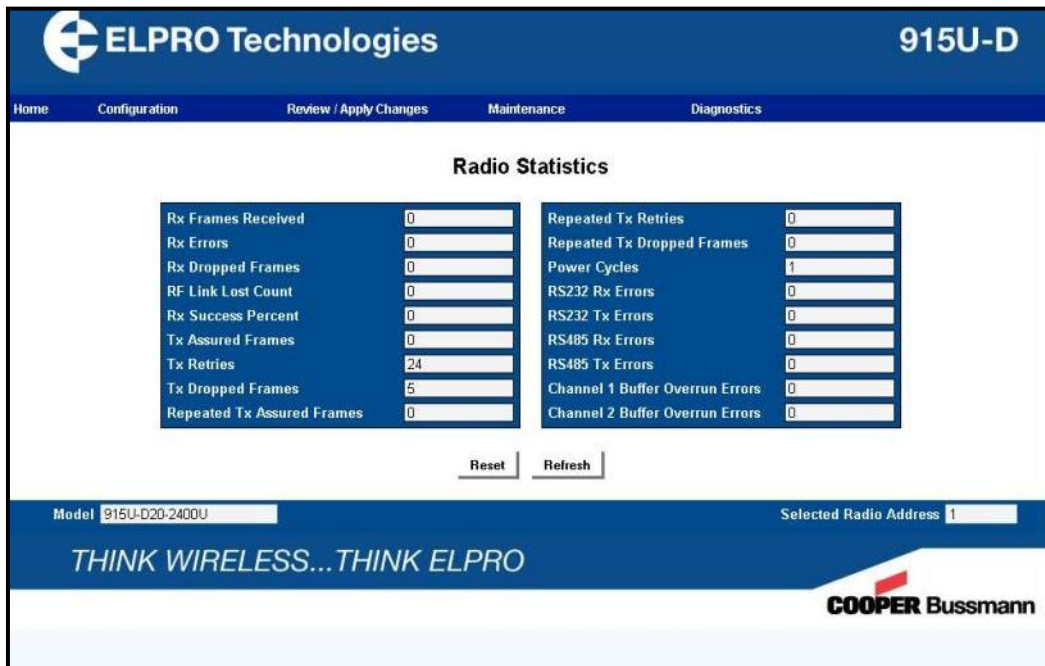 ELPRO Technologies 915U-D
Home Configuration Review / Apply Changes Maintenance Diagnostics
Radio Statistics
Rx Frames Received 0
Rx Errors 0
Rx Dropped Frames 0
RF Link Lost Count 0
Rx Success Percent 0
Tx Assured Frames 0
Tx Retries 24
Tx Dropped Frames 5
Repeated Tx Assured Frames 0
Repeated Tx Retries 0
Repeated Tx Dropped Frames 0
Power Cycles 1
RS232 Rx Errors 0
RS232 Tx Errors 0
RS485 Rx Errors 0
RS485 Tx Errors 0
Channel 1 Buffer Overrun Errors 0
Channel 2 Buffer Overrun Errors 0
Reset Refresh
Model 915U-D20-2400U Selected Radio Address 1
THINK WIRELESS...THINK ELPRO
COOPER Bussmann